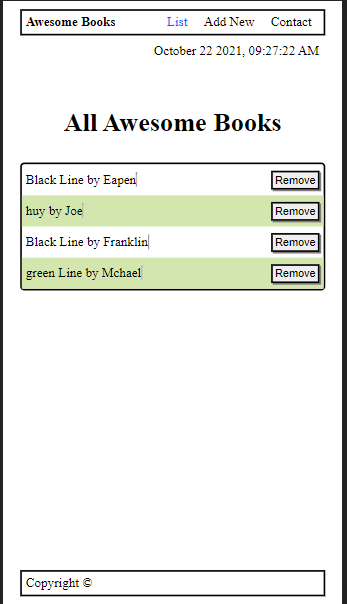 Awesome Books List Add New Contact
October 22 2021, 09:27:22 AM
All Awesome Books
Black Line by Eapen Remove
huy by Joe Remove
Black Line by Franklin Remove
green Line by Mchael Remove
Copyright ©